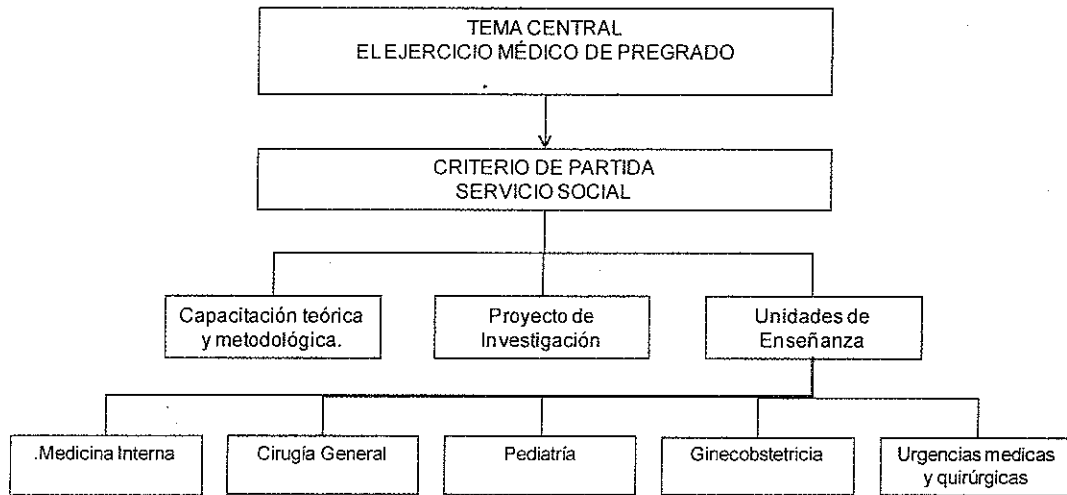 TEMA CENTRAL
EL EJERCICIO MÉDICO DE PREGRADO
CRITERIO DE PARTIDA
SERVICIO SOCIAL
Capacitación teórica
y metodológica.
Proyecto de
Investigación
Unidades de
Enseñanza
.Medicina Interna
Cirugía General
Pediatría
Ginecobstetricia
Urgencias medicas
y quirúrgicas